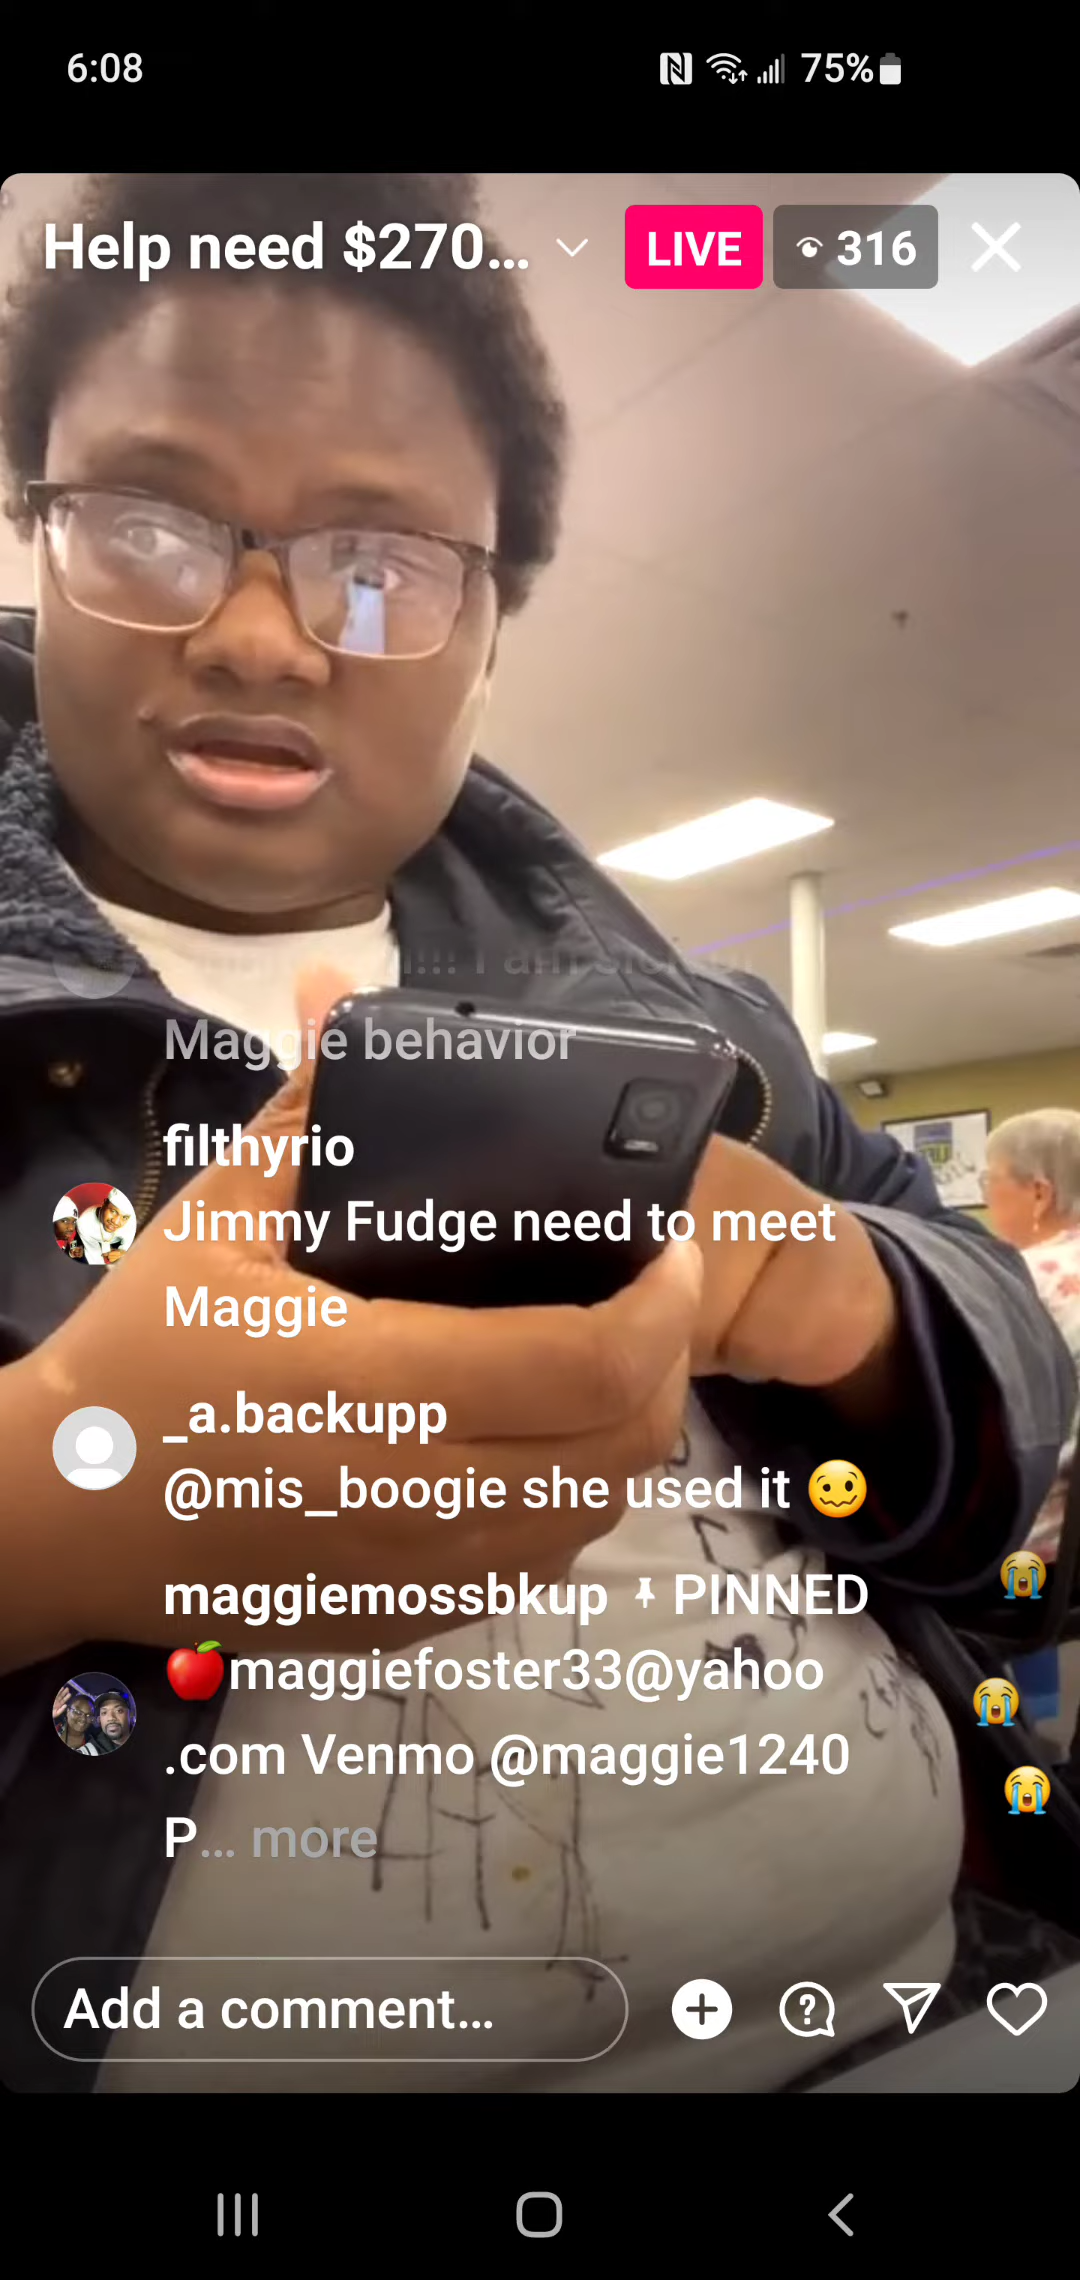 6:08
75%
Help need $270...
LIVE
316
Maggie behavior
filthyrio
Jimmy Fudge need to meet
Maggie
_a.backupp
@mis_boogie she used it 🥴
maggiemossbkup PINNED
🍎maggiefoster33@yahoo
.com Venmo @maggie1240
P... more
Add a comment...